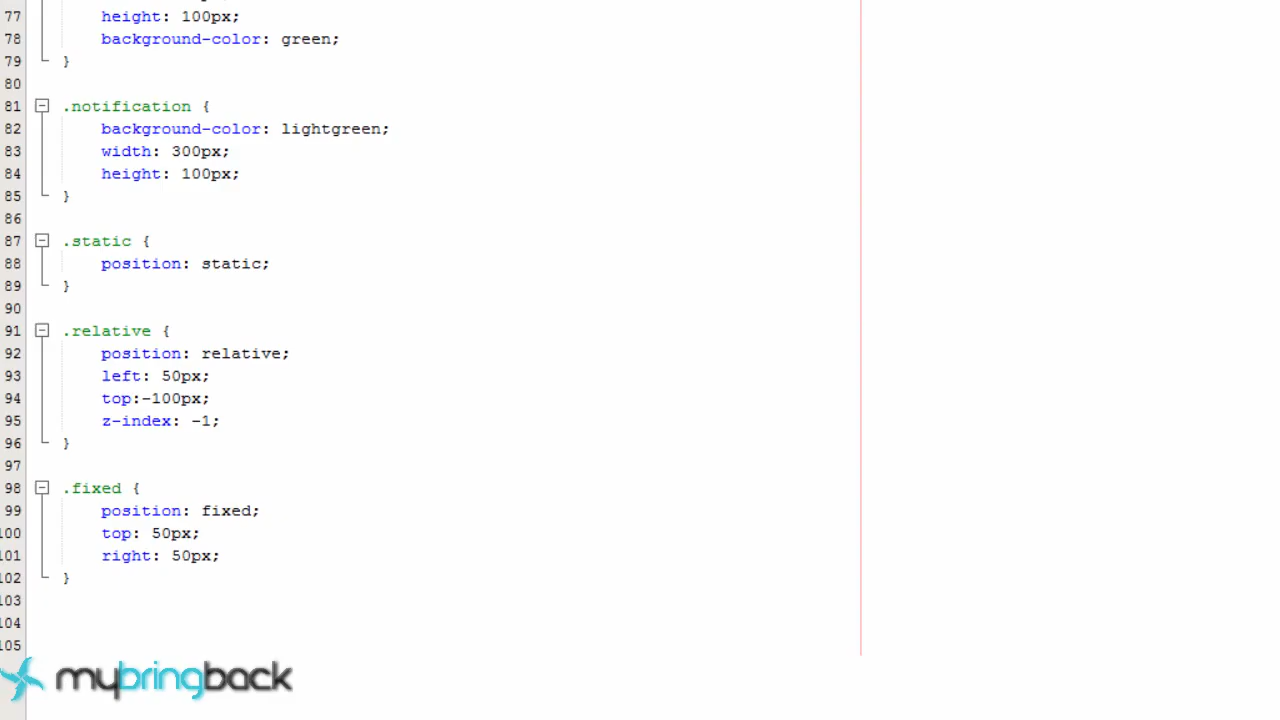 77 height: 100px;
78 background-color: green;
79 }
80
81 .notification {
82 background-color: lightgreen;
83 width: 300px;
84 height: 100px;
85 }
86
87 .static {
88 position: static;
89 }
90
91 .relative {
92 position: relative;
93 left: 50px;
94 top:-100px;
95 z-index: -1;
96 }
97
98 .fixed {
99 position: fixed;
100 top: 50px;
101 right: 50px;
102 }
103
104
105
mybringback